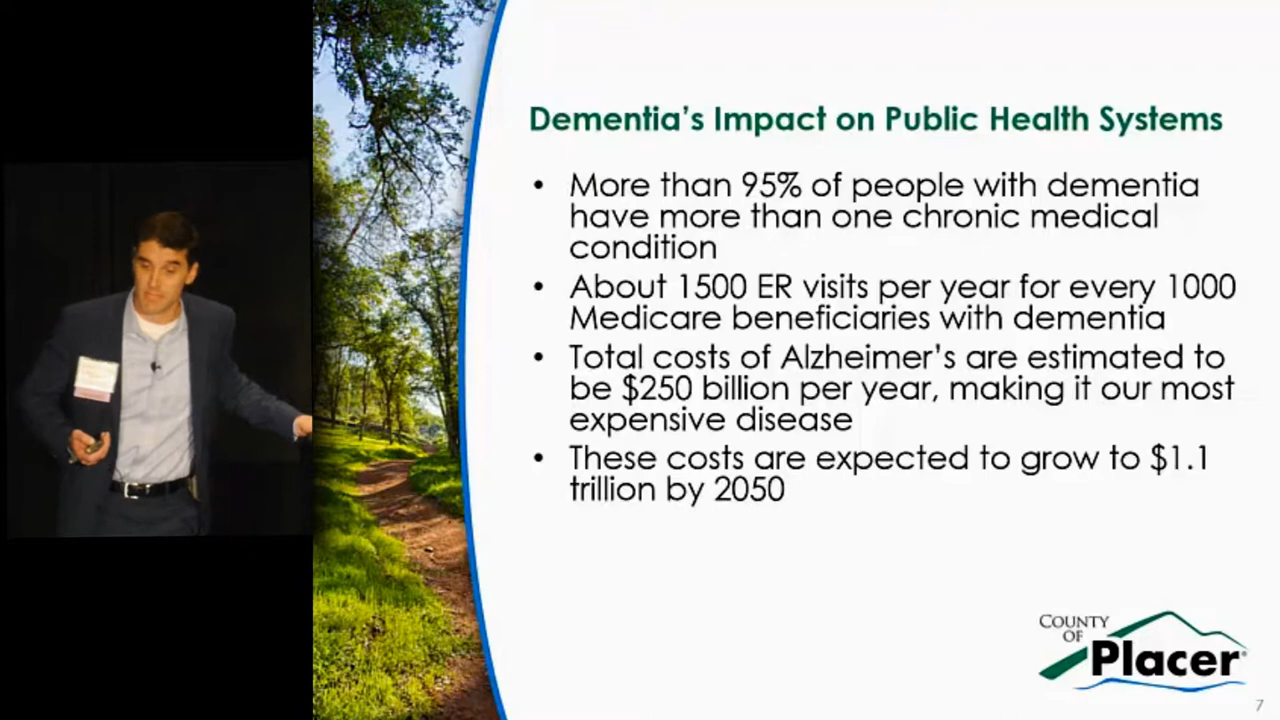 Dementia's Impact on Public Health Systems
• More than 95% of people with dementia
have more than one chronic medical
condition
• About 1500 ER visits per year for every 1000
Medicare beneficiaries with dementia
• Total costs of Alzheimer's are estimated to
be $250 billion per year, making it our most
expensive disease
• These costs are expected to grow to $1.1
trillion by 2050
COUNTY
OF
Placer®
7